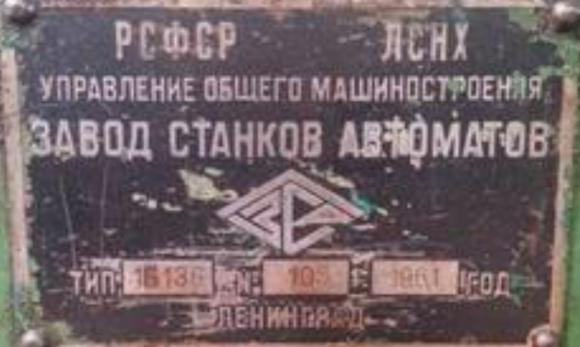 РСФСР ЛСНХ
УПРАВЛЕНИЕ ОБЩЕГО МАШИНОСТРОЕНИЯ
ЗАВОД СТАНКОВ АВТОМАТОВ
ТИП 1Б136 № 105 1961 ГОД
ЛЕНИНГРАД